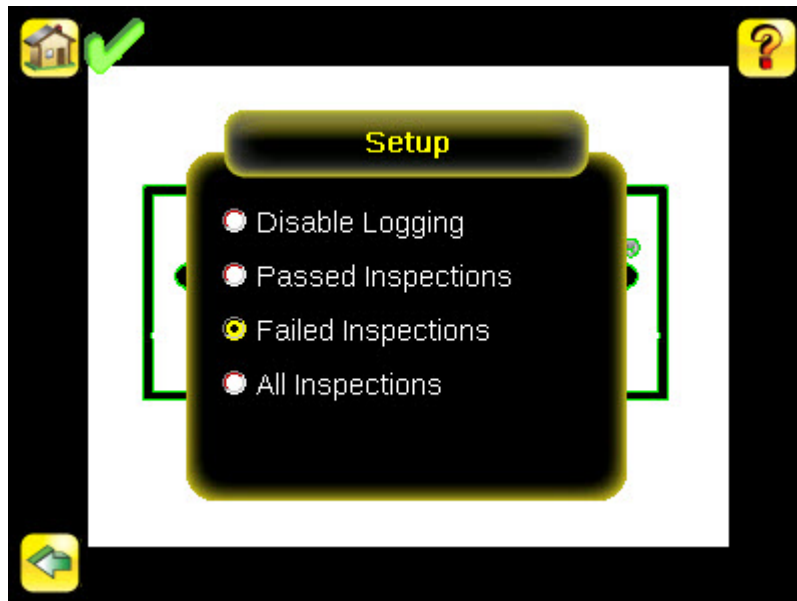 Setup
Disable Logging
Passed Inspections
Failed Inspections
All Inspections
?
®